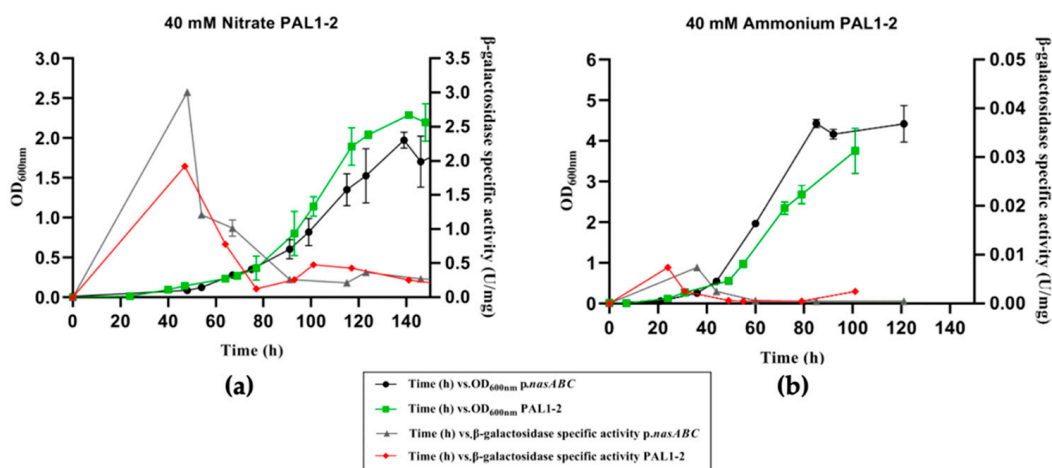 40 mM Nitrate PAL1-2
3.0
2.5
2.0
1.5
1.0
0.5
0.0
OD600nm
3.5
3.0
2.5
2.0
1.5
1.0
0.5
0.0
β-galactosidase specific activity (U/mg)
0 20 40 60 80 100 120 140
Time (h)
(a)
40 mM Ammonium PAL1-2
6
5
4
3
2
1
0
OD600nm
0.05
0.04
0.03
0.02
0.01
0.00
β-galactosidase specific activity (U/mg)
0 20 40 60 80 100 120 140
Time (h)
(b)
Time (h) vs.OD600nm p.nasABC
Time (h) vs.OD600nm PAL1-2
Time (h) vs,β-galactosidase specific activity p.nasABC
Time (h) vs,β-galactosidase specific activity PAL1-2